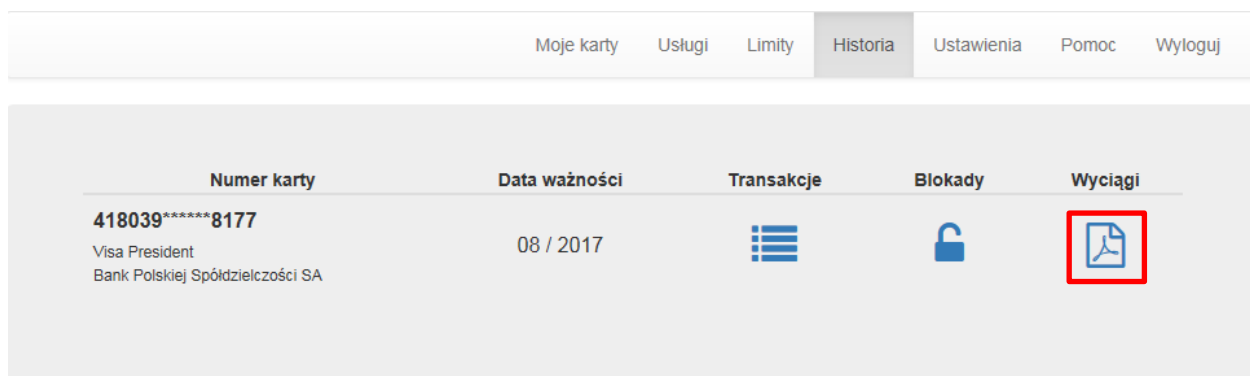 Moje karty Usługi Limity Historia Ustawienia Pomoc Wyloguj
Numer karty Data ważności Transakcje Blokady Wyciągi
418039******8177
Visa President
Bank Polskiej Spółdzielczości SA
08 / 2017